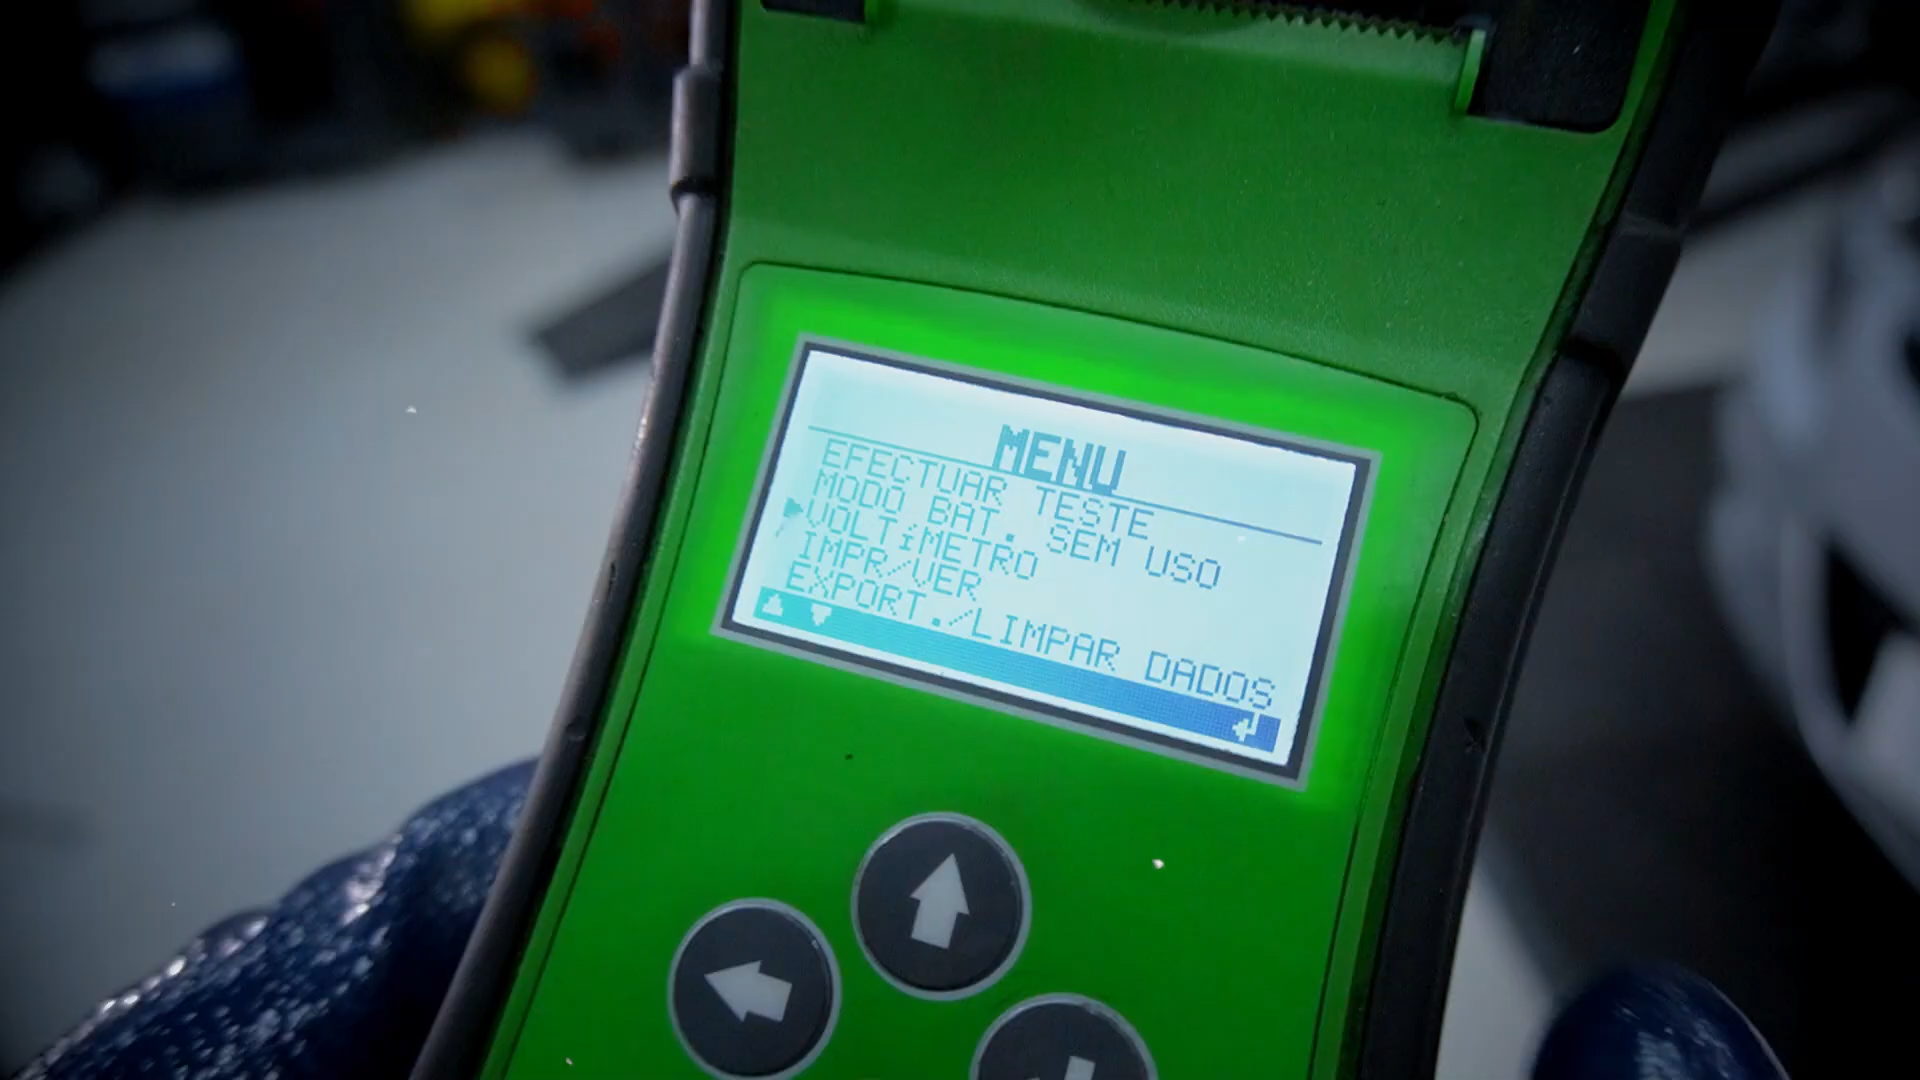 MENU
EFECTUAR TESTE
MODO BAT. SEM USO
VOLTíMETRO
IMPR/VER
EXPORT./LIMPAR DADOS